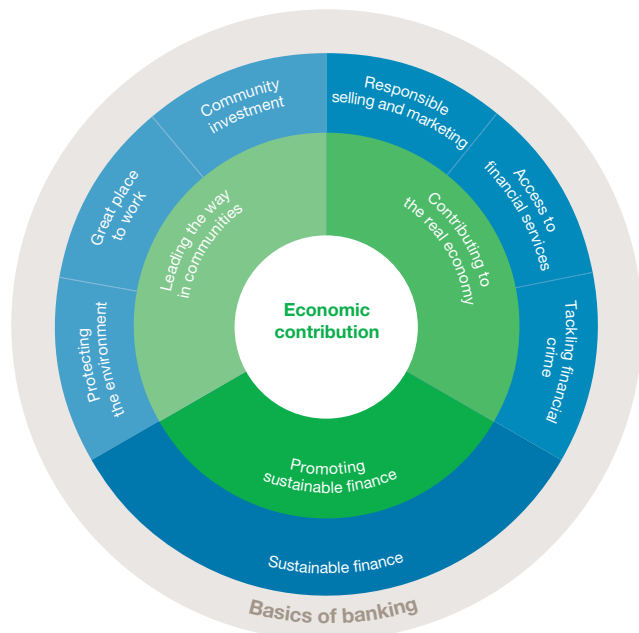 Community
investment
Responsible
selling and marketing
Great place
to work
Leading the way
in communities
Contributing to
the real economy
Access to
financial services
Protecting
the environment
Economic
contribution
Tackling financial
crime
Promoting
sustainable finance
Sustainable finance
Basics of banking